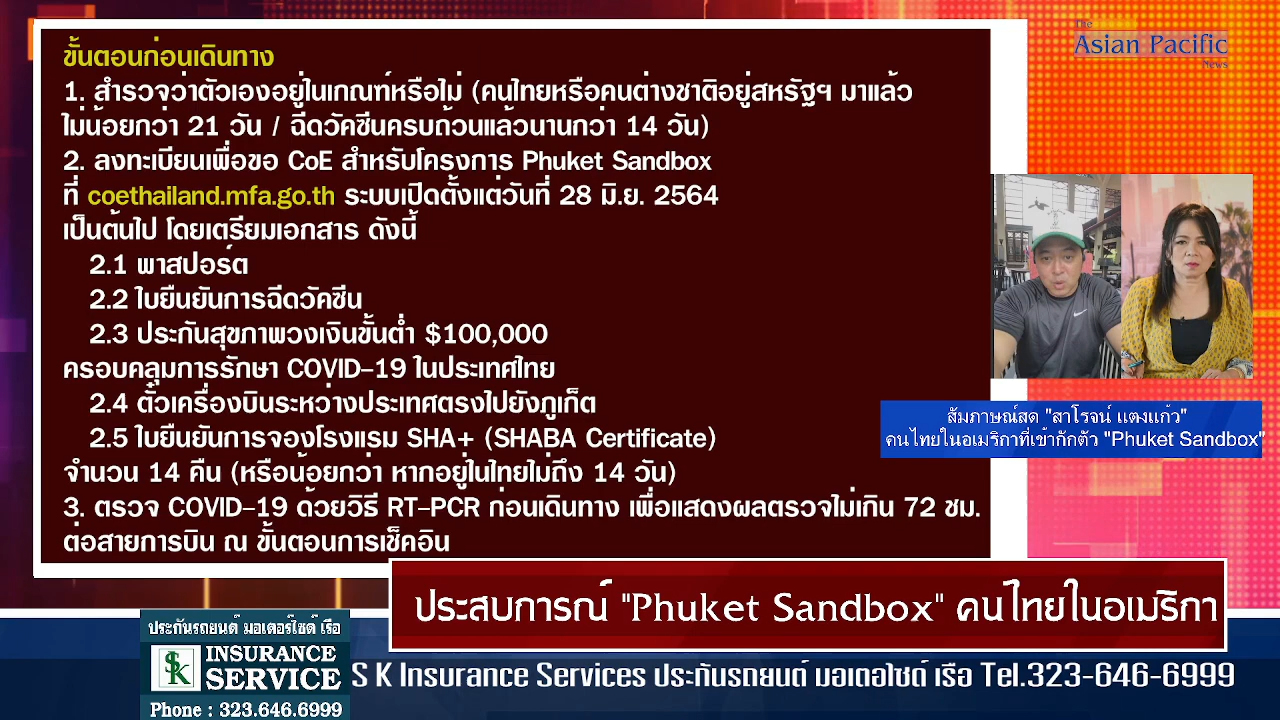 The
Asian Pacific
News
ขั้นตอนก่อนเดินทาง
1. สำรวจว่าตัวเองอยู่ในเกณฑ์หรือไม่ (คนไทยหรือคนต่างชาติอยู่สหรัฐฯ มาแล้ว
ไม่น้อยกว่า 21 วัน / ฉีดวัคซีนครบถ้วนแล้วนานกว่า 14 วัน)
2. ลงทะเบียนเพื่อขอ CoE สำหรับโครงการ Phuket Sandbox
ที่ coethailand.mfa.go.th ระบบเปิดตั้งแต่วันที่ 28 มิ.ย. 2564
เป็นต้นไป โดยเตรียมเอกสาร ดังนี้
2.1 พาสปอร์ต
2.2 ใบยืนยันการฉีดวัคซีน
2.3 ประกันสุขภาพวงเงินขั้นต่ำ $100,000
ครอบคลุมการรักษา COVID-19 ในประเทศไทย
2.4 ตั๋วเครื่องบินระหว่างประเทศตรงไปยังภูเก็ต
2.5 ใบยืนยันการจองโรงแรม SHA+ (SHABA Certificate)
จำนวน 14 คืน (หรือน้อยกว่า หากอยู่ในไทยไม่ถึง 14 วัน)
3. ตรวจ COVID-19 ด้วยวิธี RT-PCR ก่อนเดินทาง เพื่อแสดงผลตรวจไม่เกิน 72 ชม.
ต่อสายการบิน ณ ขั้นตอนการเช็คอิน
สัมภาษณ์สด "สาโรจน์ แตงแก้ว"
คนไทยในอเมริกาที่เข้ากักตัว "Phuket Sandbox"
ประสบการณ์ "Phuket Sandbox" คนไทยในอเมริกา
ประกันรถยนต์ มอเตอร์ไซด์ เรือ
SK INSURANCE
SERVICE
Phone : 323.646.6999
S K Insurance Services ประกันรถยนต์ มอเตอไซด์ เรือ Tel.323-646-6999